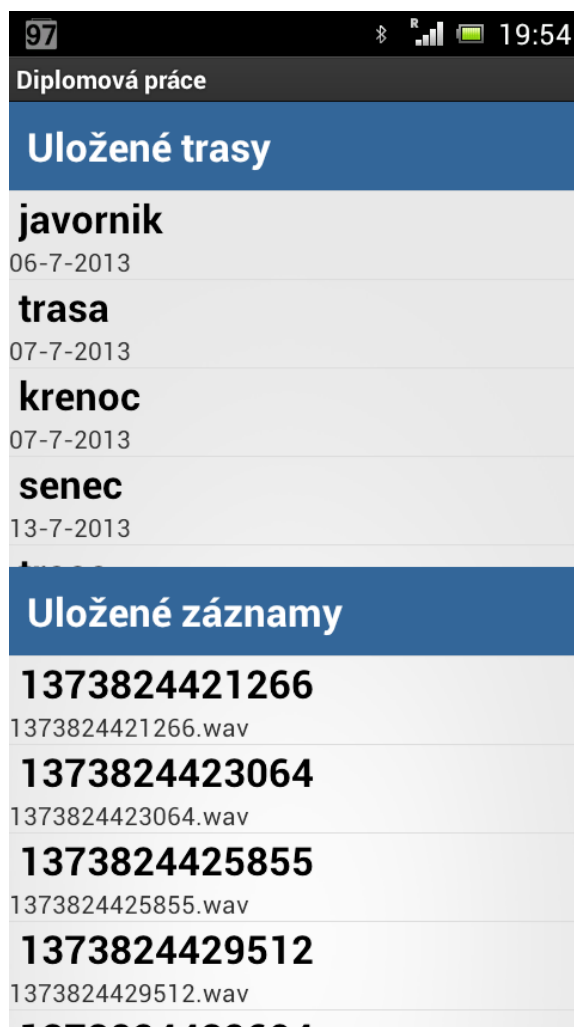 97 R 19:54
Diplomová práce
Uložené trasy
javornik
06-7-2013
trasa
07-7-2013
krenoc
07-7-2013
senec
13-7-2013
Uložené záznamy
1373824421266
1373824421266.wav
1373824423064
1373824423064.wav
1373824425855
1373824425855.wav
1373824429512
1373824429512.wav